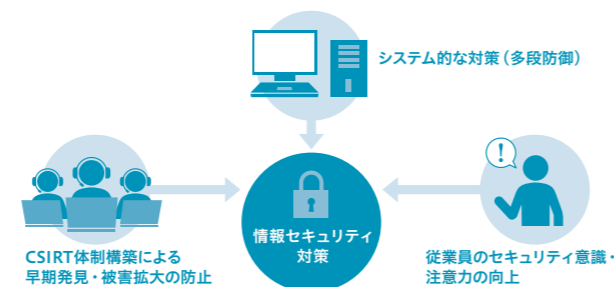 システム的な対策（多段防御）
!
情報セキュリティ
対策
CSIRT体制構築による
早期発見・被害拡大の防止
従業員のセキュリティ意識・
注意力の向上